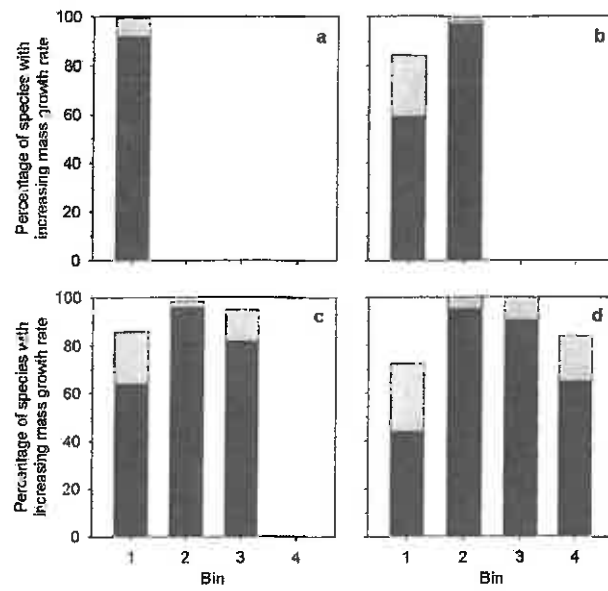 a
b
Percentage of species with
increasing mass growth rate
100
80
60
40
20
0
c
d
Percentage of species with
increasing mass growth rate
100
80
60
40
20
0
1 2 3 4
Bin
1 2 3 4
Bin